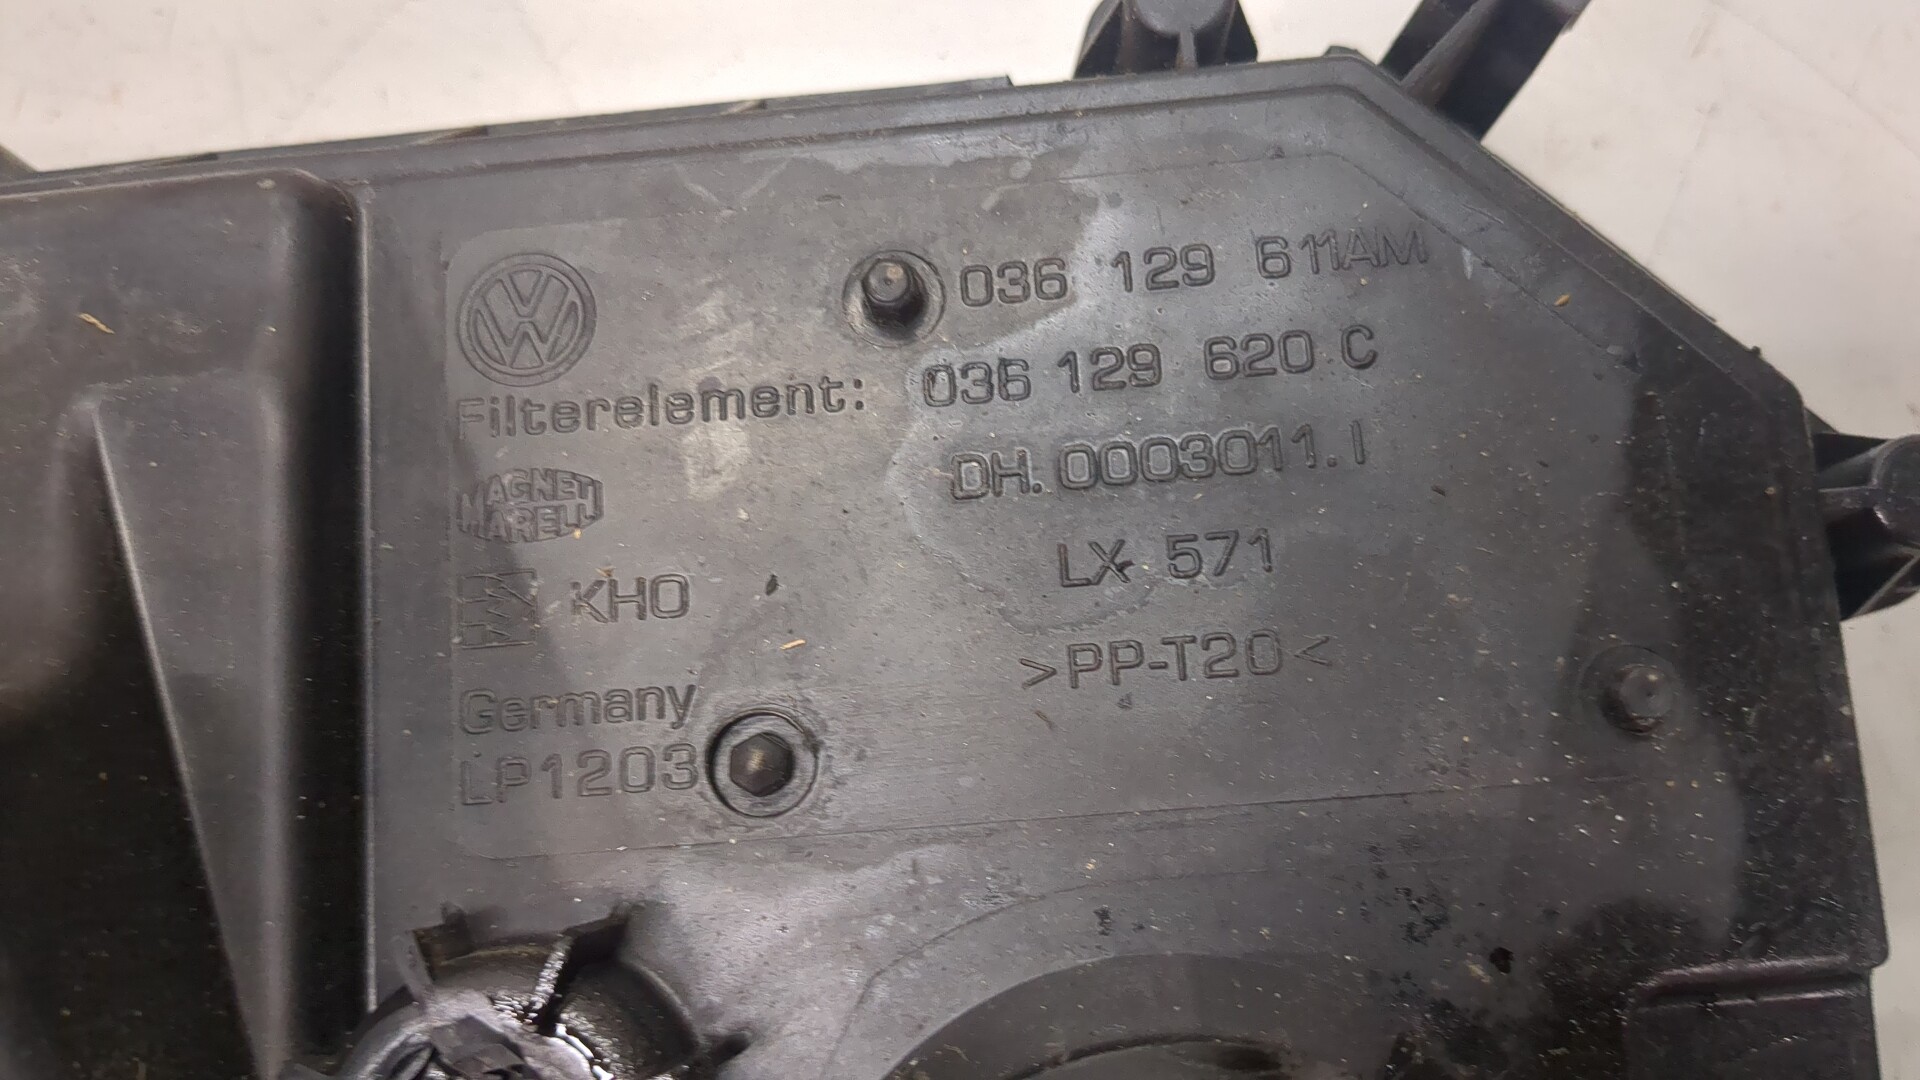 036 129 611AM
Filterelement: 036 129 620 C
DH. 0003011.1
MAGNETI
MARELLI
LX 571
KHO
>PP-T20<
Germany
LP1203